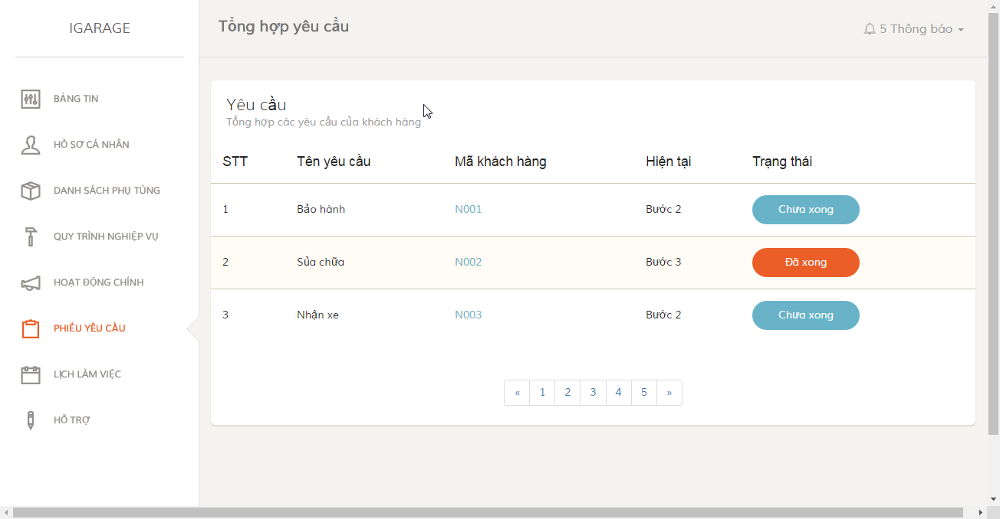 IGARAGE
Tổng hợp yêu cầu
5 Thông báo
BẢNG TIN
HỒ SƠ CÁ NHÂN
DANH SÁCH PHỤ TÙNG
QUY TRÌNH NGHIỆP VỤ
HOẠT ĐỘNG CHÍNH
PHIẾU YÊU CẦU
LỊCH LÀM VIỆC
HỖ TRỢ
Yêu cầu
Tổng hợp các yêu cầu của khách hàng
STT Tên yêu cầu Mã khách hàng Hiện tại Trạng thái
1 Bảo hành N001 Bước 2 Chưa xong
2 Sủa chữa N002 Bước 3 Đã xong
3 Nhận xe N003 Bước 2 Chưa xong
« 1 2 3 4 5 »